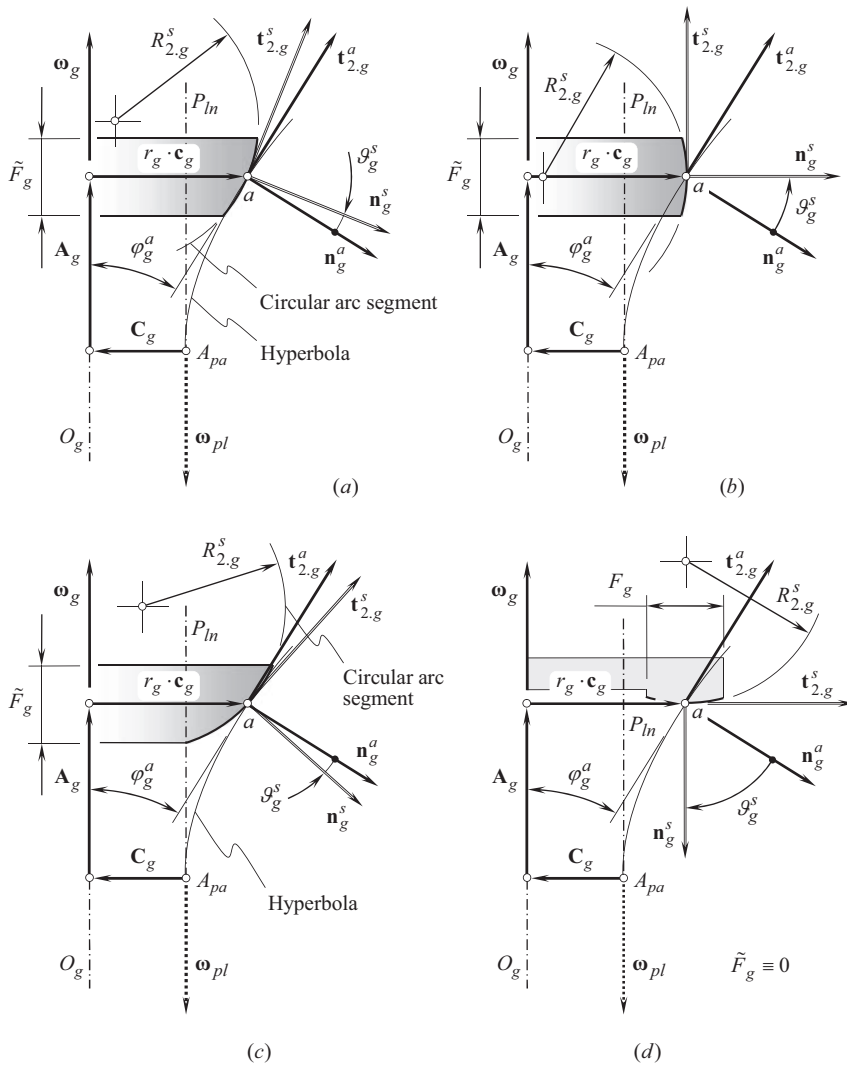 R^s_{2.g} t^s_{2.g} t^a_{2.g}
ω_g
P_{ln}
r_g · c_g
F̃_g
ϑ^s_g
n^s_g
a
n^a_g
A_g
φ^a_g
Circular arc segment
C_g
Hyperbola
A_{pa}
O_g
ω_{pl}
(a)
t^s_{2.g} t^a_{2.g}
ω_g
R^s_{2.g}
P_{ln}
r_g · c_g
n^s_g
F̃_g
a
ϑ^s_g
n^a_g
A_g
φ^a_g
C_g
A_{pa}
O_g
ω_{pl}
(b)
R^s_{2.g} t^a_{2.g}
t^s_{2.g}
ω_g
P_{ln}
r_g · c_g
Circular arc
segment
F̃_g
a
n^a_g
A_g
φ^a_g
ϑ^s_g
n^s_g
C_g
A_{pa}
Hyperbola
O_g
ω_{pl}
(c)
t^a_{2.g}
F_g
R^s_{2.g}
ω_g
r_g · c_g
t^s_{2.g}
a
P_{ln}
n^a_g
A_g
φ^a_g
ϑ^s_g
n^s_g
C_g
A_{pa}
O_g
ω_{pl}
F̃_g ≡ 0
(d)